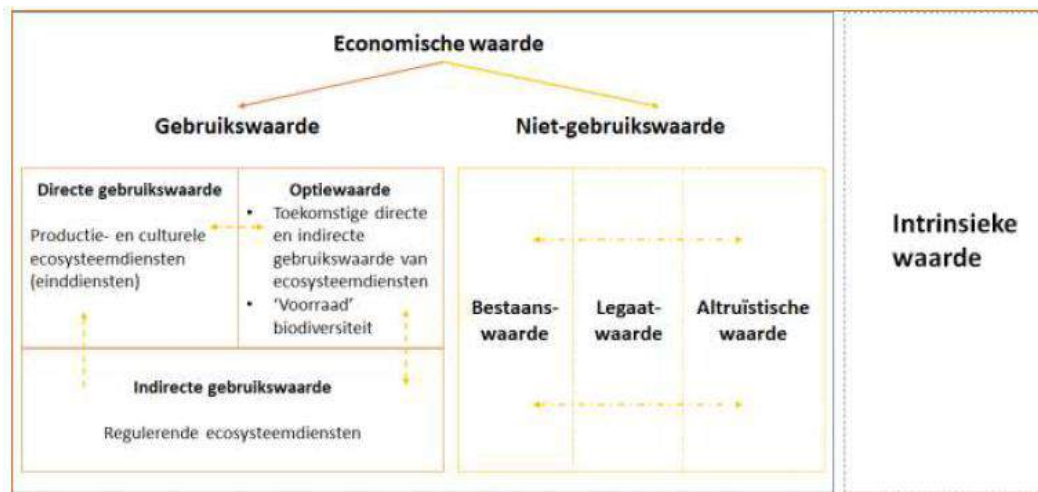 Economische waarde
Gebruikswaarde
Niet-gebruikswaarde
Directe gebruikswaarde
Productie- en culturele
ecosysteemdiensten
(einddiensten)
Optiewaarde
• Toekomstige directe
en indirecte
gebruikswaarde van
ecosysteemdiensten
• ‘Voorraad’
biodiversiteit
Indirecte gebruikswaarde
Regulerende ecosysteemdiensten
Bestaans-
waarde
Legaat-
waarde
Altruïstische
waarde
Intrinsieke
waarde